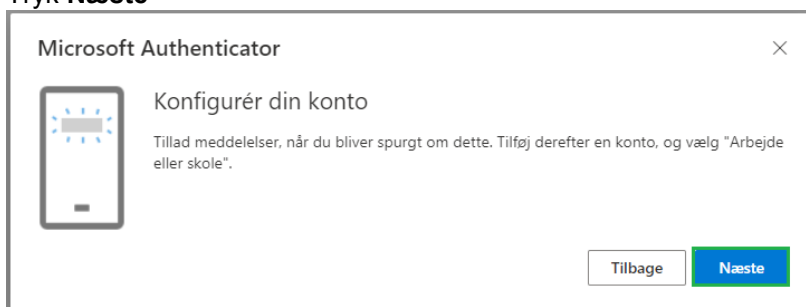 Tryk Næste
Microsoft Authenticator
Konfigurér din konto
Tillad meddelelser, når du bliver spurgt om dette. Tilføj derefter en konto, og vælg "Arbejde
eller skole".
Tilbage
Næste